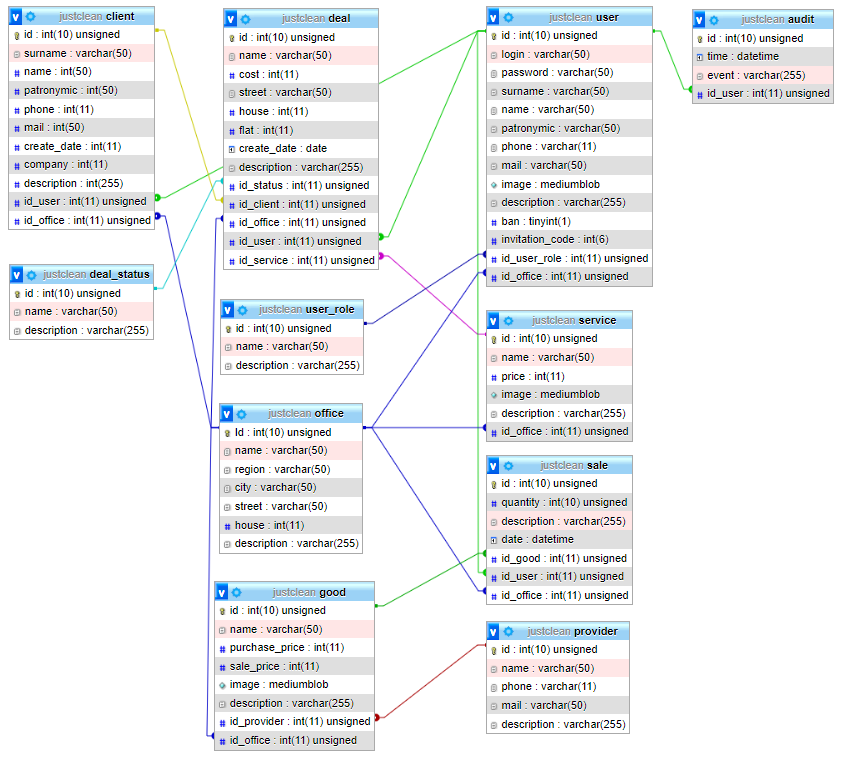 justclean client
id : int(10) unsigned
surname : varchar(50)
name : int(50)
patronymic : int(50)
phone : int(11)
mail : int(50)
create_date : int(11)
company : int(11)
description : int(255)
id_user : int(11) unsigned
id_office : int(11) unsigned
justclean deal_status
id : int(10) unsigned
name : varchar(50)
description : varchar(255)
justclean deal
id : int(10) unsigned
name : varchar(50)
cost : int(11)
street : varchar(50)
house : int(11)
flat : int(11)
create_date : date
description : varchar(255)
id_status : int(11) unsigned
id_client : int(11) unsigned
id_office : int(11) unsigned
id_user : int(11) unsigned
id_service : int(11) unsigned
justclean user_role
id : int(10) unsigned
name : varchar(50)
description : varchar(255)
justclean office
Id : int(10) unsigned
name : varchar(50)
region : varchar(50)
city : varchar(50)
street : varchar(50)
house : int(11)
description : varchar(255)
justclean good
id : int(10) unsigned
name : varchar(50)
purchase_price : int(11)
sale_price : int(11)
image : mediumblob
description : varchar(255)
id_provider : int(11) unsigned
id_office : int(11) unsigned
justclean user
id : int(10) unsigned
login : varchar(50)
password : varchar(50)
surname : varchar(50)
name : varchar(50)
patronymic : varchar(50)
phone : varchar(11)
mail : varchar(50)
image : mediumblob
description : varchar(255)
ban : tinyint(1)
invitation_code : int(6)
id_user_role : int(11) unsigned
id_office : int(11) unsigned
justclean service
id : int(10) unsigned
name : varchar(50)
price : int(11)
image : mediumblob
description : varchar(255)
id_office : int(11) unsigned
justclean sale
id : int(10) unsigned
quantity : int(10) unsigned
description : varchar(255)
date : datetime
id_good : int(11) unsigned
id_user : int(11) unsigned
id_office : int(11) unsigned
justclean provider
id : int(10) unsigned
name : varchar(50)
phone : varchar(11)
mail : varchar(50)
description : varchar(255)
justclean audit
id : int(10) unsigned
time : datetime
event : varchar(255)
id_user : int(11) unsigned